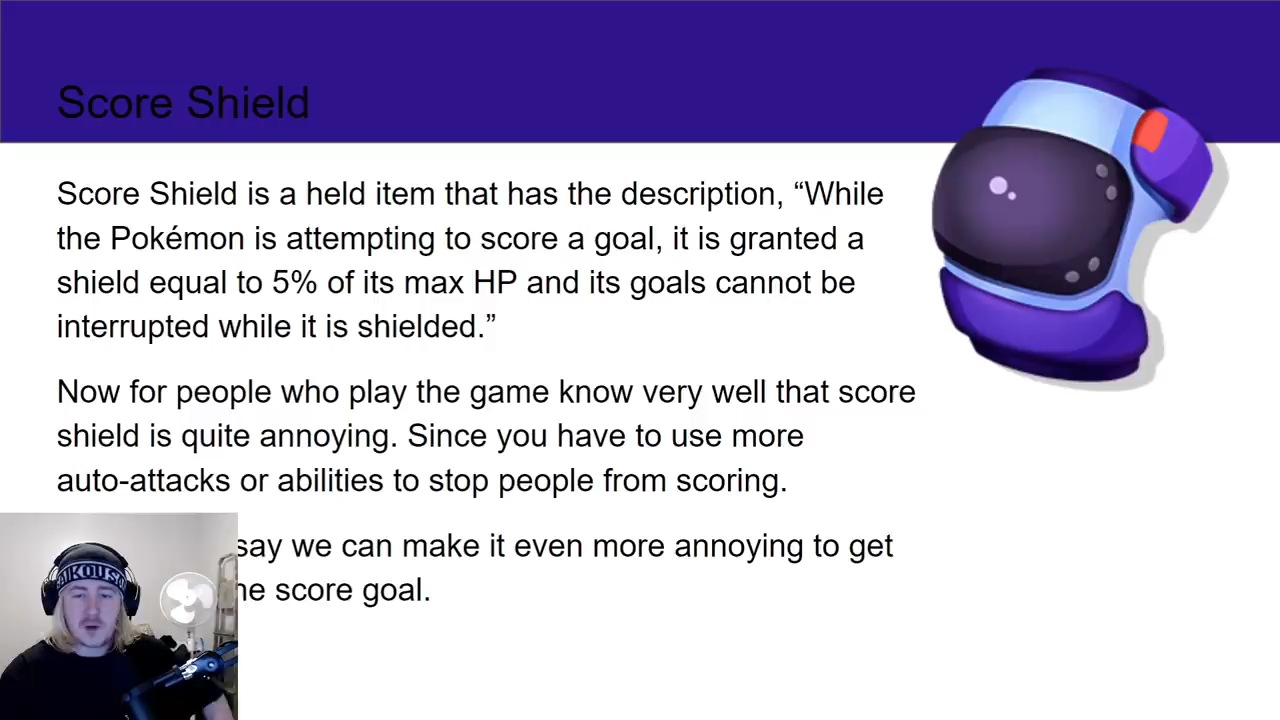 Score Shield
Score Shield is a held item that has the description, “While
the Pokémon is attempting to score a goal, it is granted a
shield equal to 5% of its max HP and its goals cannot be
interrupted while it is shielded.”
Now for people who play the game know very well that score
shield is quite annoying. Since you have to use more
auto-attacks or abilities to stop people from scoring.
say we can make it even more annoying to get
score goal.